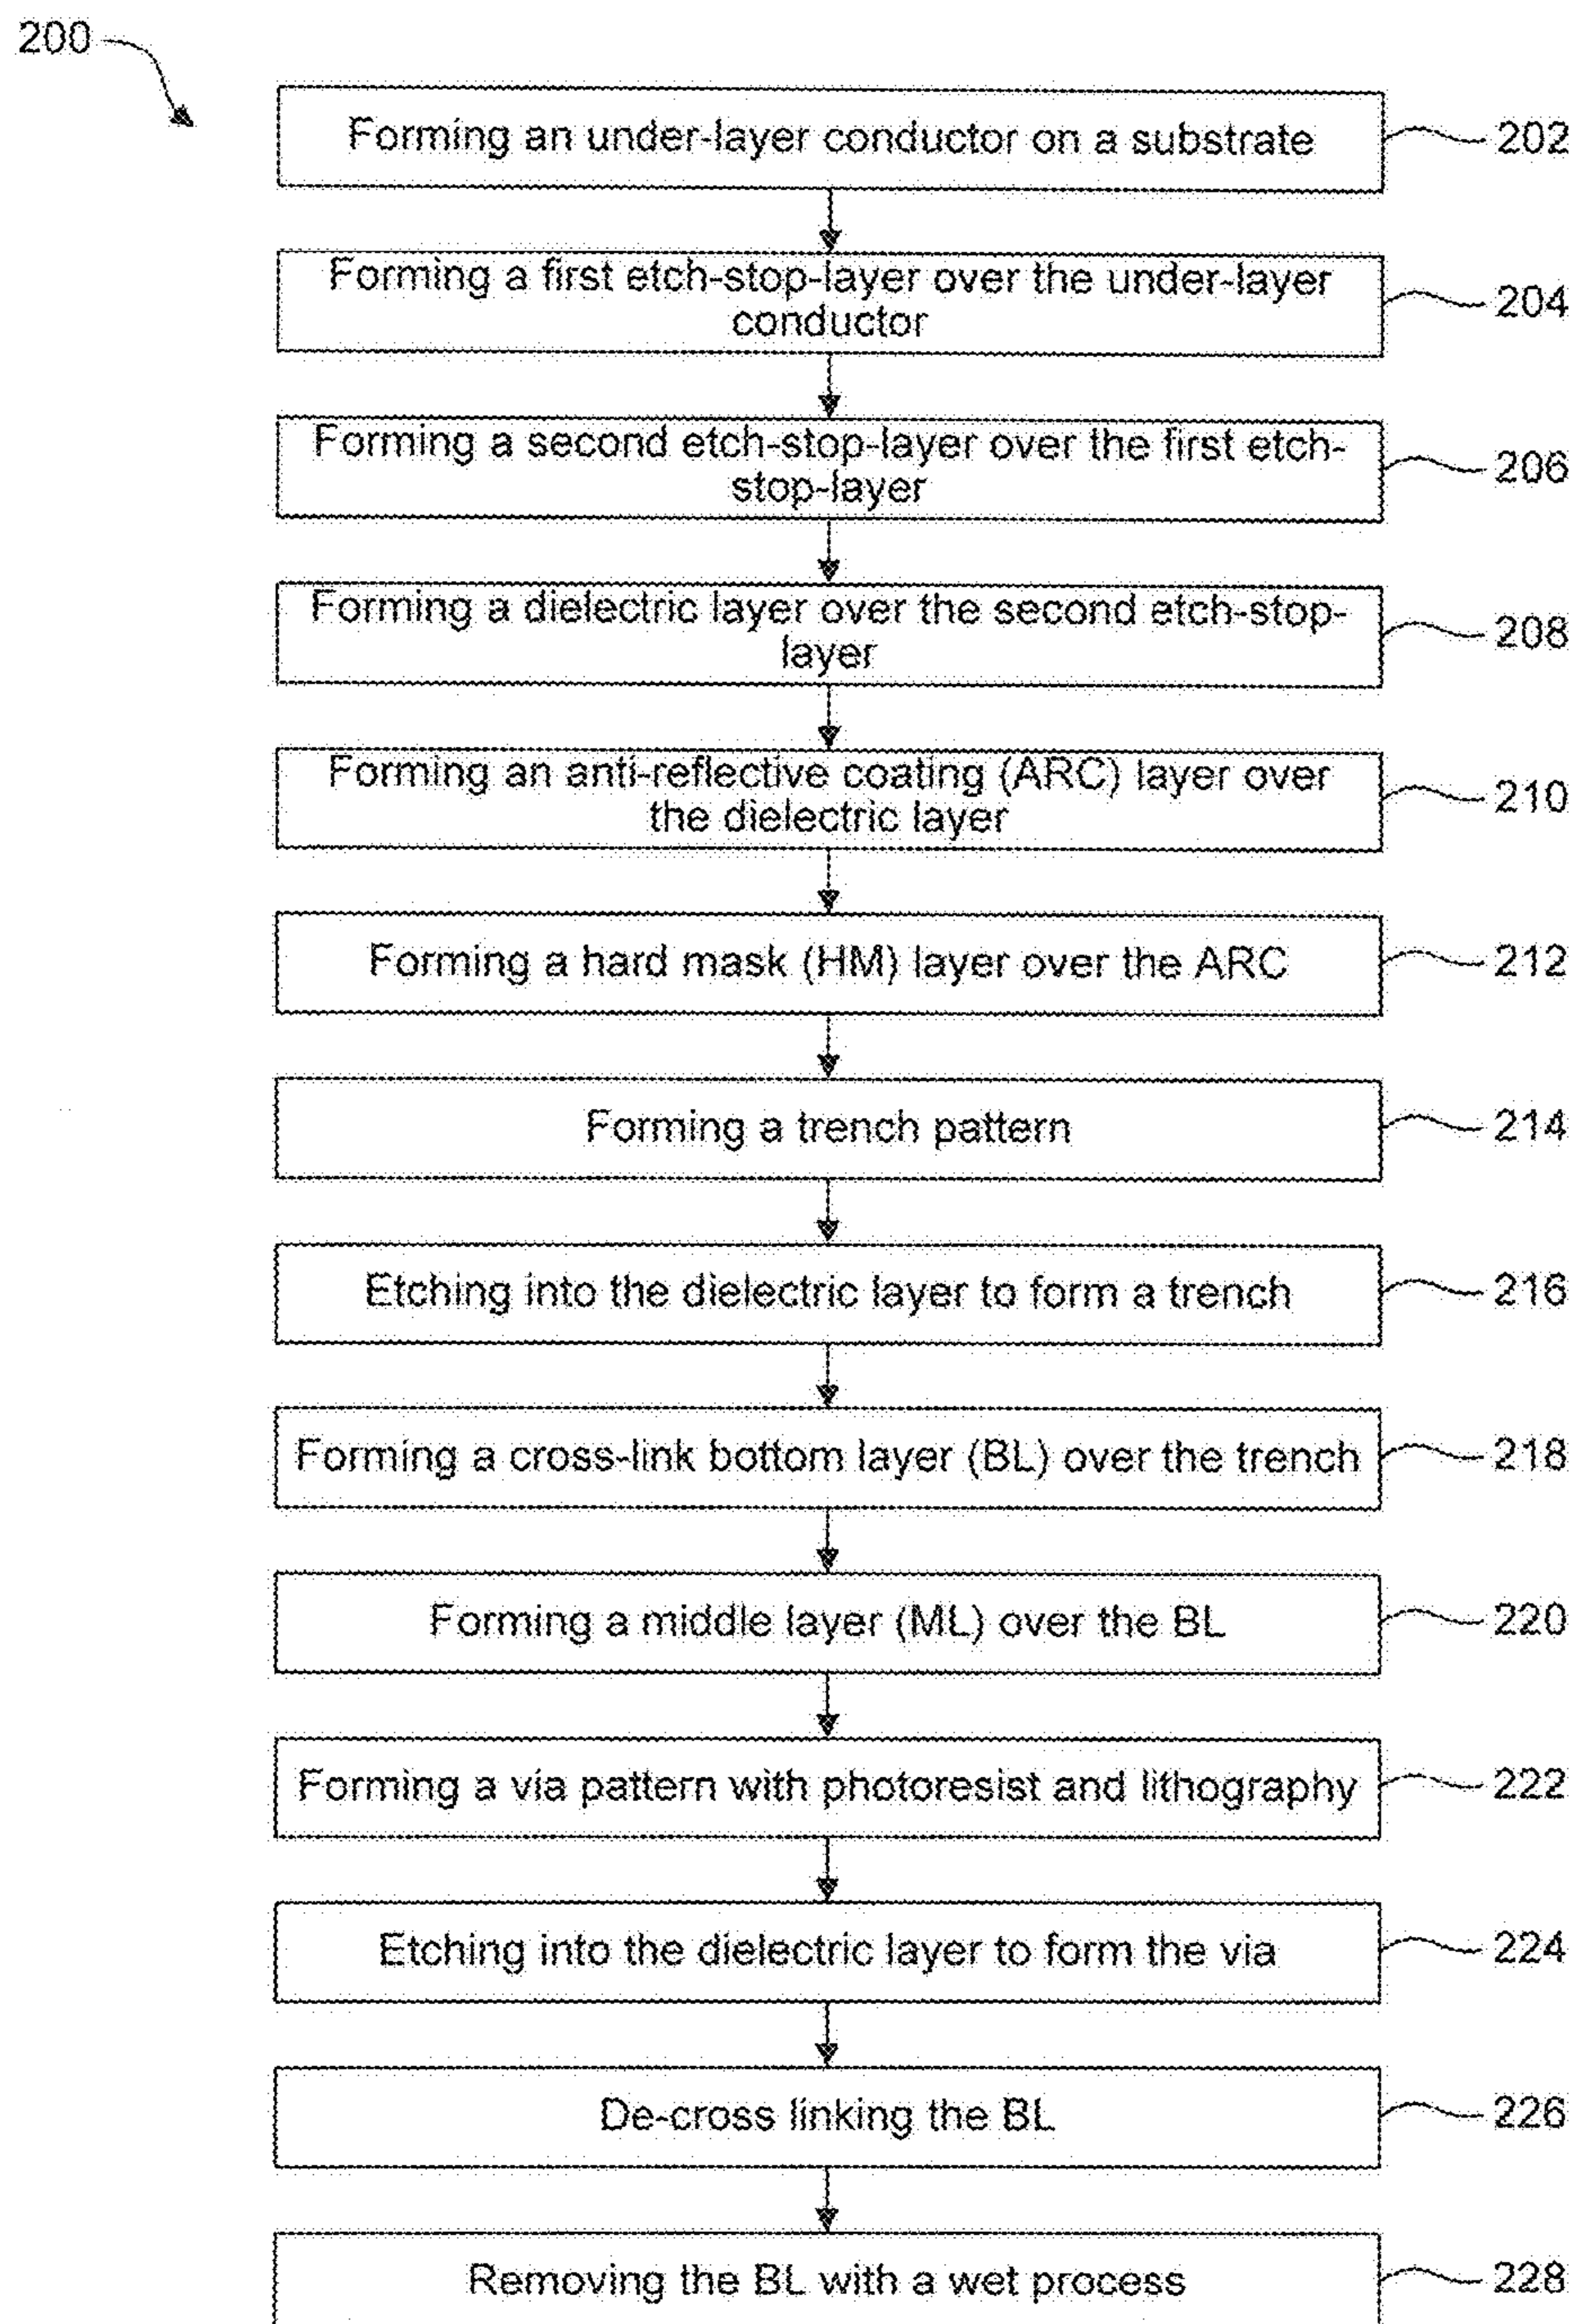 200
Forming an under-layer conductor on a substrate
202
Forming a first etch-stop-layer over the under-layer
conductor
204
Forming a second etch-stop-layer over the first etch-
stop-layer
206
Forming a dielectric layer over the second etch-stop-
layer
208
Forming an anti-reflective coating (ARC) layer over
the dielectric layer
210
Forming a hard mask (HM) layer over the ARC
212
Forming a trench pattern
214
Etching into the dielectric layer to form a trench
216
Forming a cross-link bottom layer (BL) over the trench
218
Forming a middle layer (ML) over the BL
220
Forming a via pattern with photoresist and lithography
222
Etching into the dielectric layer to form the via
224
De-cross linking the BL
226
Removing the BL with a wet process
228